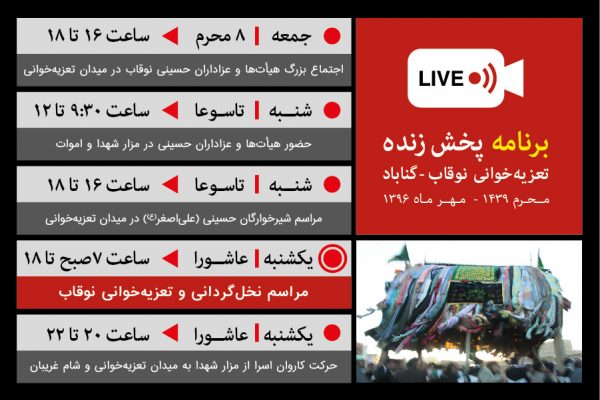 LIVE
برنامه پخش زنده
تعزیه‌خوانی نوقاب - گناباد
محرم ۱۴۳۹ - مهر ماه ۱۳۹۶
جمعه | ۸ محرم ◀ ساعت ۱۶ تا ۱۸
اجتماع بزرگ هیأت‌ها و عزاداران حسینی نوقاب در میدان تعزیه‌خوانی
شنبه | تاسوعا ◀ ساعت ۹:۳۰ تا ۱۲
حضور هیأت‌ها و عزاداران حسینی در مزار شهدا و اموات
شنبه | تاسوعا ◀ ساعت ۱۶ تا ۱۸
مراسم شیرخوارگان حسینی (علی‌اصغر(ع)) در میدان تعزیه‌خوانی
یکشنبه | عاشورا ◀ ساعت ۷صبح تا ۱۸
مراسم نخل‌گردانی و تعزیه‌خوانی نوقاب
یکشنبه | عاشورا ◀ ساعت ۲۰ تا ۲۲
حرکت کاروان اسرا از مزار شهدا به میدان تعزیه‌خوانی و شام غریبان